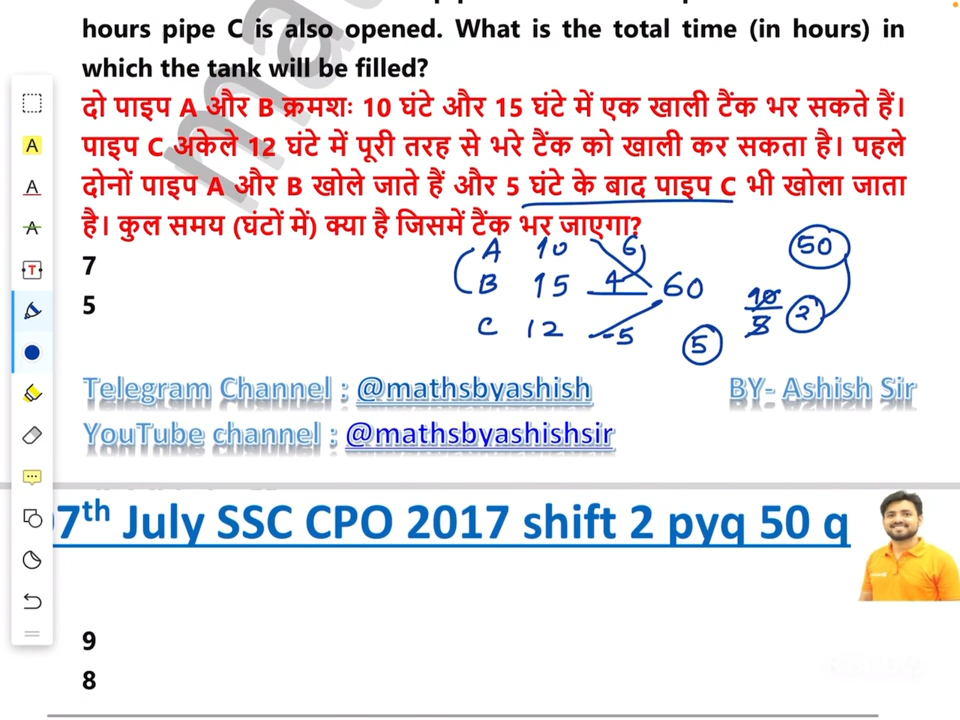 hours pipe C is also opened. What is the total time (in hours) in
which the tank will be filled?
दो पाइप A और B क्रमशः 10 घंटे और 15 घंटे में एक खाली टैंक भर सकते हैं।
पाइप C अकेले 12 घंटे में पूरी तरह से भरे टैंक को खाली कर सकता है। पहले
दोनों पाइप A और B खोले जाते हैं और 5 घंटे के बाद पाइप C भी खोला जाता
है। कुल समय (घंटों में) क्या है जिसमें टैंक भर जाएगा?
7
5
A 10 6 50
B 15 4 60 10/5 2
C 12 -5 5
Telegram Channel : @mathsbyashish BY- Ashish Sir
YouTube channel : @mathsbyashishsir
07th July SSC CPO 2017 shift 2 pyq 50 q
9
8